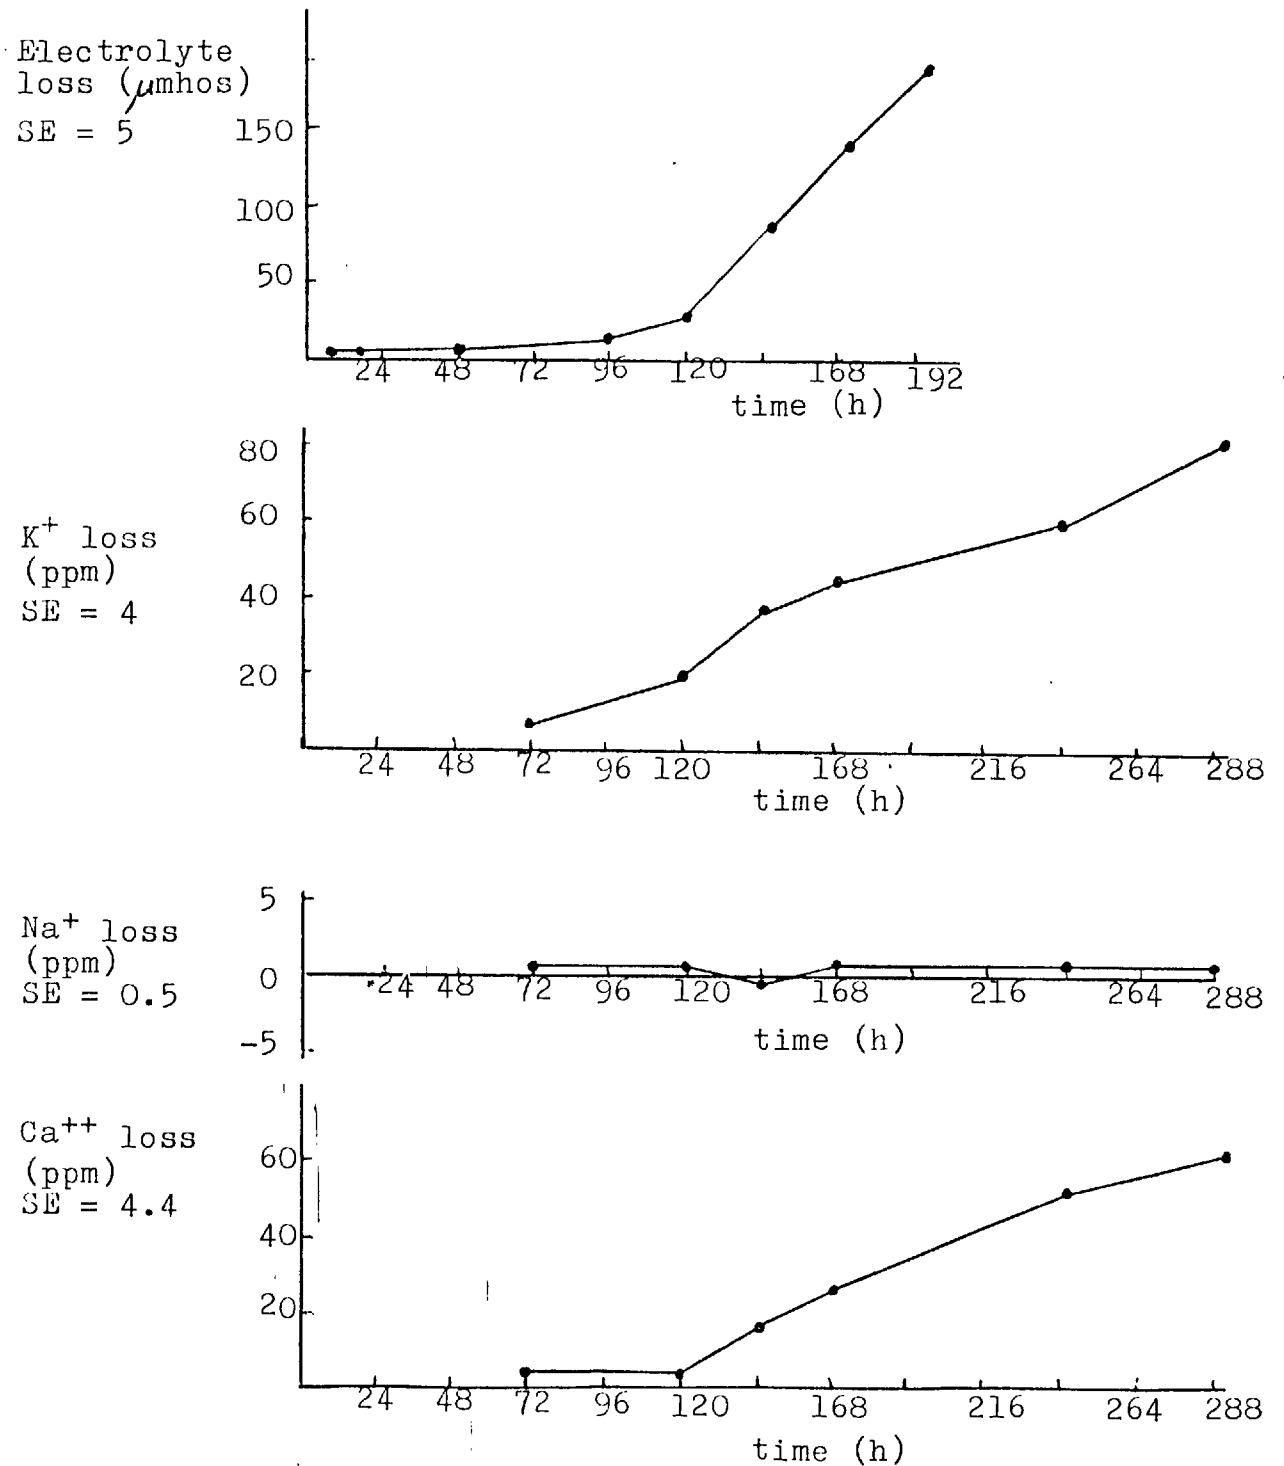 Electrolyte
loss (µmhos)
SE = 5
150
100
50
24 48 72 96 120 168 192
time (h)
80
60
40
20
K+ loss
(ppm)
SE = 4
24 48 72 96 120 168 216 264 288
time (h)
5
0
-5
Na+ loss
(ppm)
SE = 0.5
24 48 72 96 120 168 216 264 288
time (h)
Ca++ loss
(ppm)
SE = 4.4
60
40
20
24 48 72 96 120 168 216 264 288
time (h)